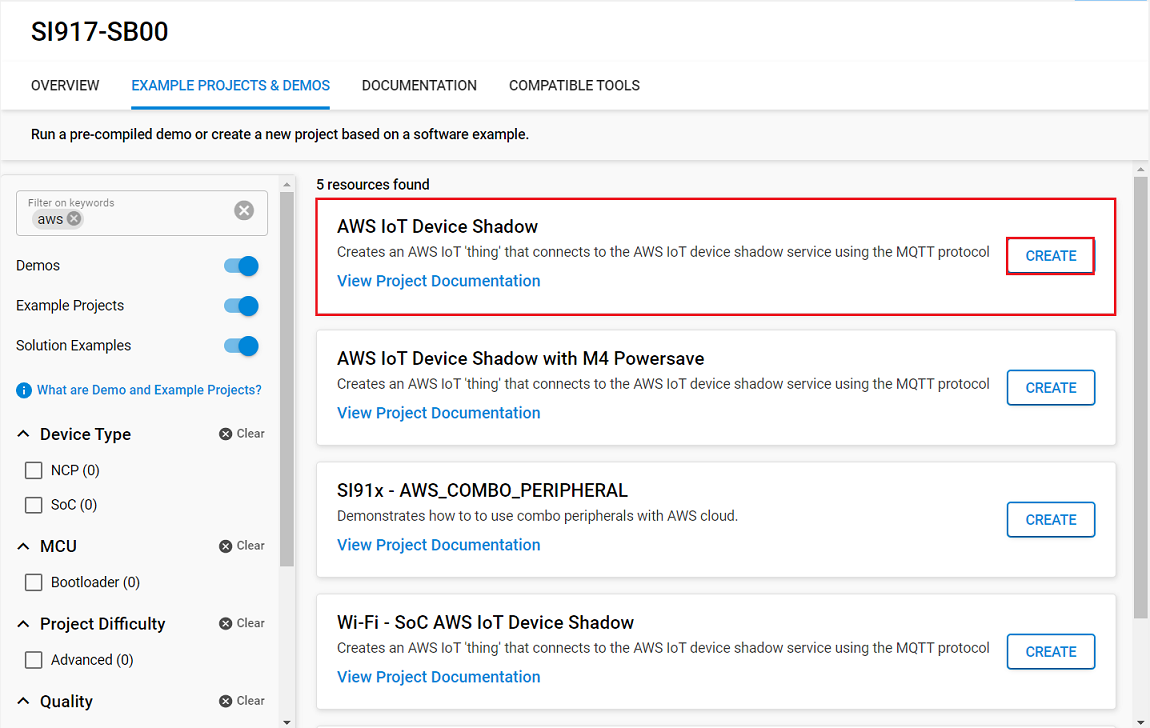 SI917-SB00
OVERVIEW
EXAMPLE PROJECTS & DEMOS
DOCUMENTATION
COMPATIBLE TOOLS
Run a pre-compiled demo or create a new project based on a software example.
Filter on keywords
aws
Demos
Example Projects
Solution Examples
What are Demo and Example Projects?
Device Type
Clear
NCP (0)
SoC (0)
MCU
Clear
Bootloader (0)
Project Difficulty
Clear
Advanced (0)
Quality
Clear
5 resources found
AWS IoT Device Shadow
Creates an AWS IoT 'thing' that connects to the AWS IoT device shadow service using the MQTT protocol
View Project Documentation
CREATE
AWS IoT Device Shadow with M4 Powersave
Creates an AWS IoT 'thing' that connects to the AWS IoT device shadow service using the MQTT protocol
View Project Documentation
CREATE
SI91x - AWS_COMBO_PERIPHERAL
Demonstrates how to to use combo peripherals with AWS cloud.
View Project Documentation
CREATE
Wi-Fi - SoC AWS IoT Device Shadow
Creates an AWS IoT 'thing' that connects to the AWS IoT device shadow service using the MQTT protocol
View Project Documentation
CREATE